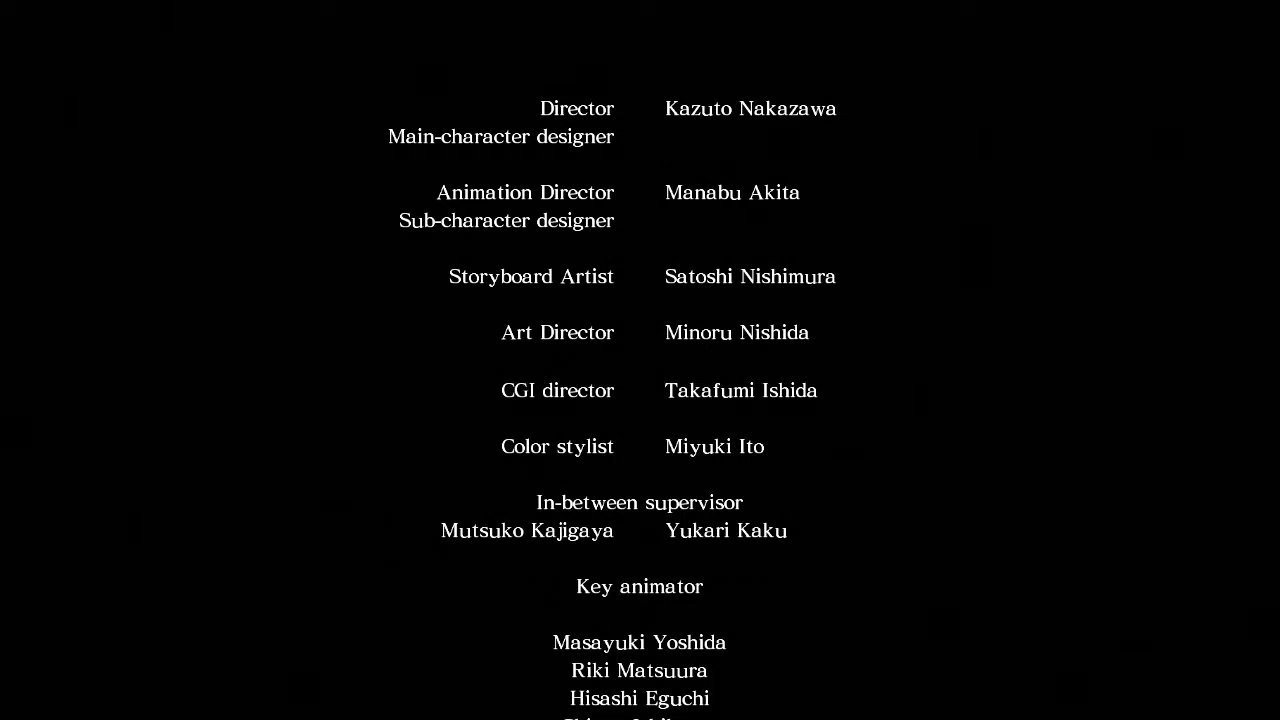 Director Kazuto Nakazawa
Main-character designer
Animation Director Manabu Akita
Sub-character designer
Storyboard Artist Satoshi Nishimura
Art Director Minoru Nishida
CGI director Takafumi Ishida
Color stylist Miyuki Ito
In-between supervisor
Mutsuko Kajigaya Yukari Kaku
Key animator
Masayuki Yoshida
Riki Matsuura
Hisashi Eguchi